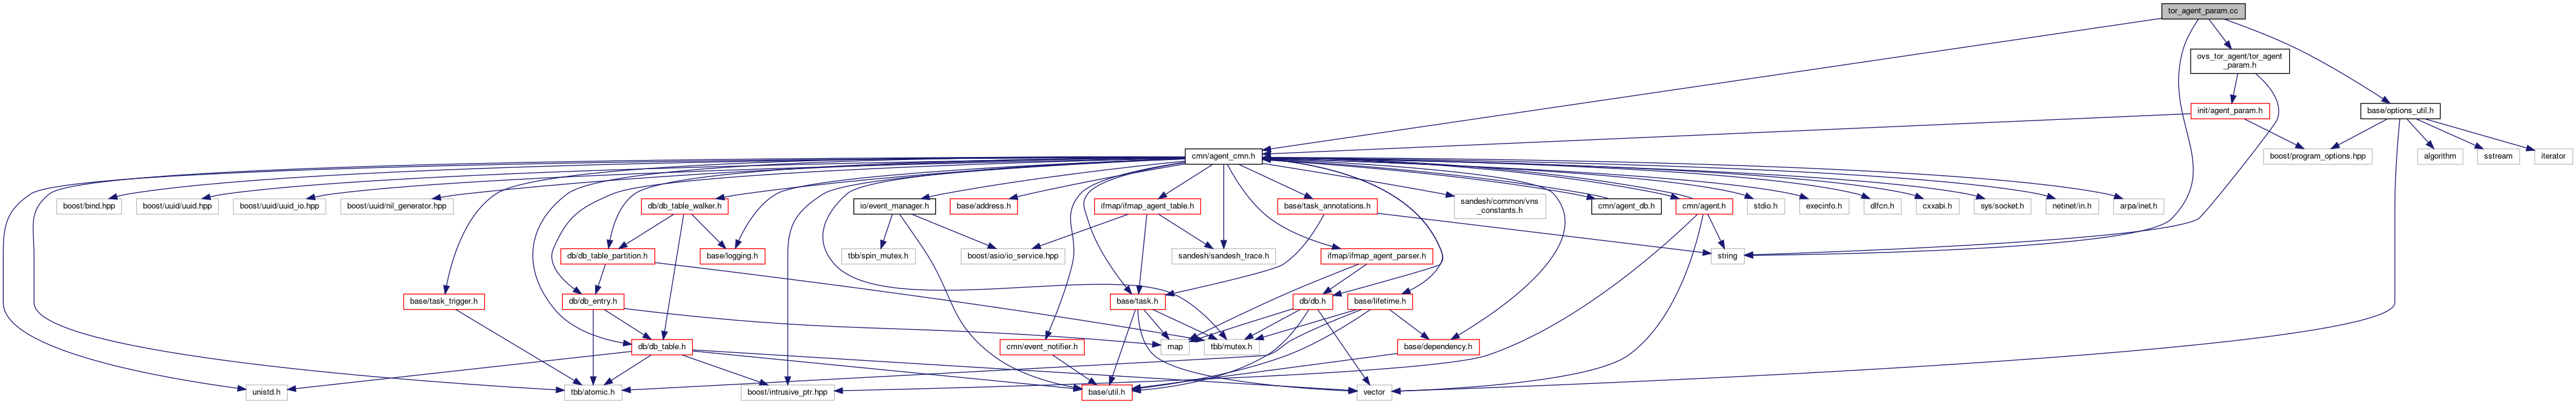 tor_agent_param.cc
ovs_tor_agent/tor_agent
_param.h
init/agent_param.h
base/options_util.h
cmn/agent_cmn.h
boost/program_options.hpp
algorithm
sstream
iterator
boost/bind.hpp
boost/uuid/uuid.hpp
boost/uuid/uuid_io.hpp
boost/uuid/nil_generator.hpp
db/db_table_walker.h
io/event_manager.h
base/address.h
ifmap/ifmap_agent_table.h
base/task_annotations.h
sandesh/common/vns
_constants.h
cmn/agent_db.h
cmn/agent.h
stdio.h
execinfo.h
dlfcn.h
cxxabi.h
sys/socket.h
netinet/in.h
arpa/inet.h
db/db_table_partition.h
base/logging.h
tbb/spin_mutex.h
boost/asio/io_service.hpp
sandesh/sandesh_trace.h
ifmap/ifmap_agent_parser.h
string
base/task_trigger.h
db/db_entry.h
base/task.h
db/db.h
base/lifetime.h
db/db_table.h
cmn/event_notifier.h
map
tbb/mutex.h
base/dependency.h
unistd.h
tbb/atomic.h
boost/intrusive_ptr.hpp
base/util.h
vector